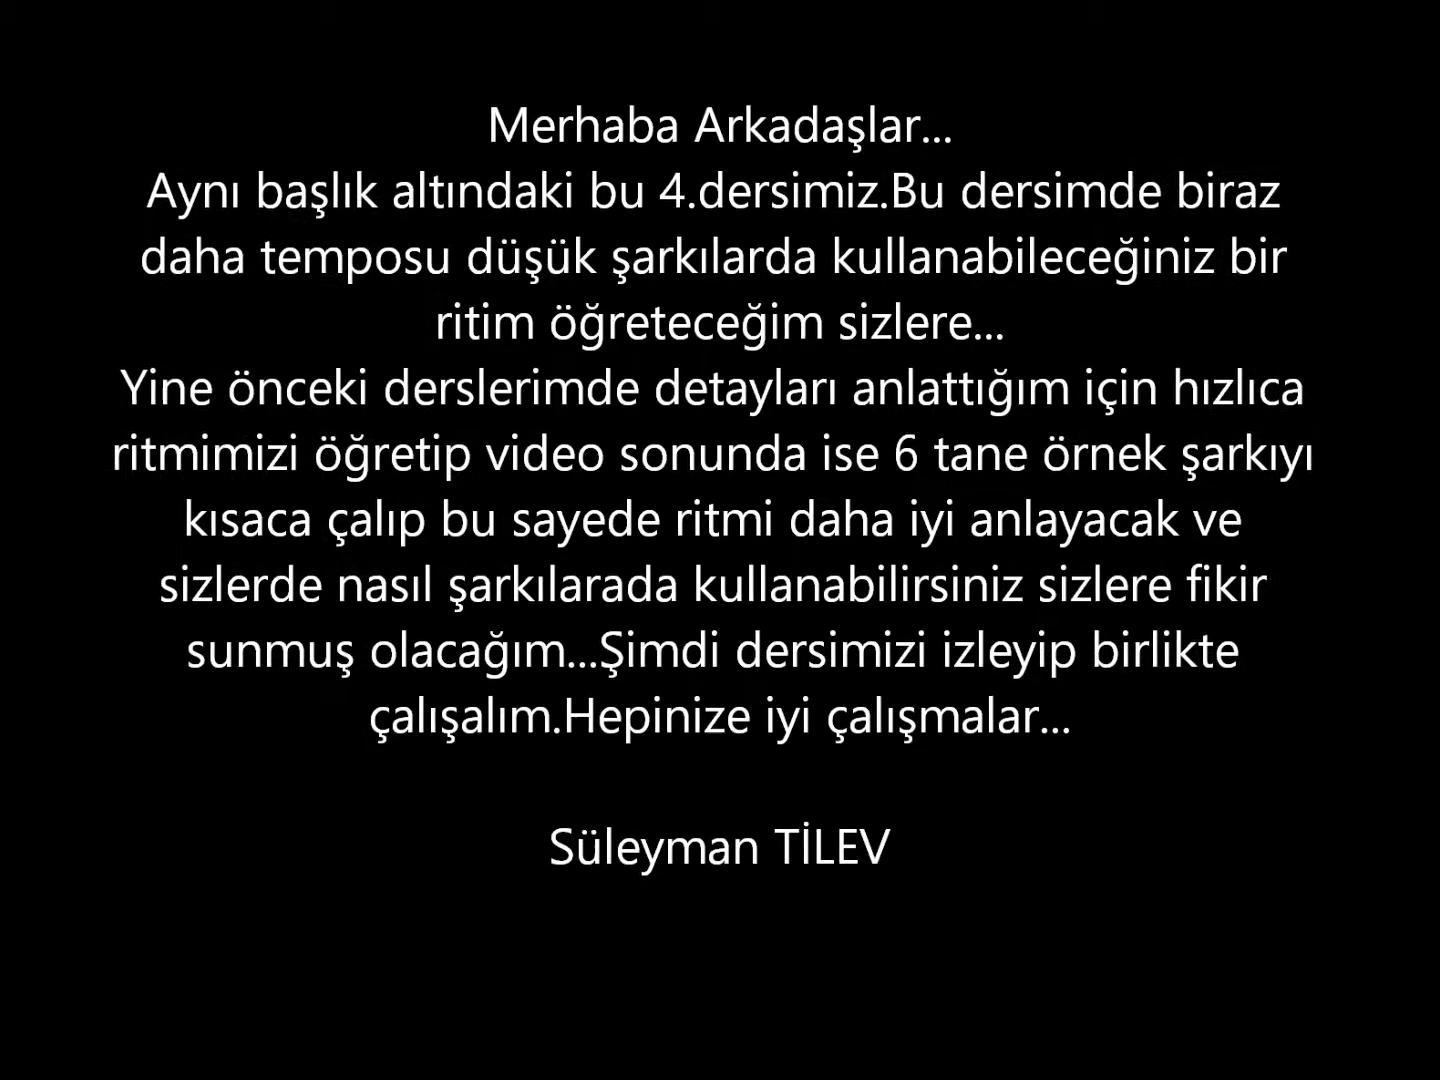 Merhaba Arkadaşlar...
Aynı başlık altındaki bu 4.dersimiz.Bu dersimde biraz
daha temposu düşük şarkılarda kullanabileceğiniz bir
ritim öğreteceğim sizlere...
Yine önceki derslerimde detayları anlattığım için hızlıca
ritmimizi öğretip video sonunda ise 6 tane örnek şarkıyı
kısaca çalıp bu sayede ritmi daha iyi anlayacak ve
sizlerde nasıl şarkılarada kullanabilirsiniz sizlere fikir
sunmuş olacağım...Şimdi dersimizi izleyip birlikte
çalışalım.Hepinize iyi çalışmalar...
Süleyman TİLEV